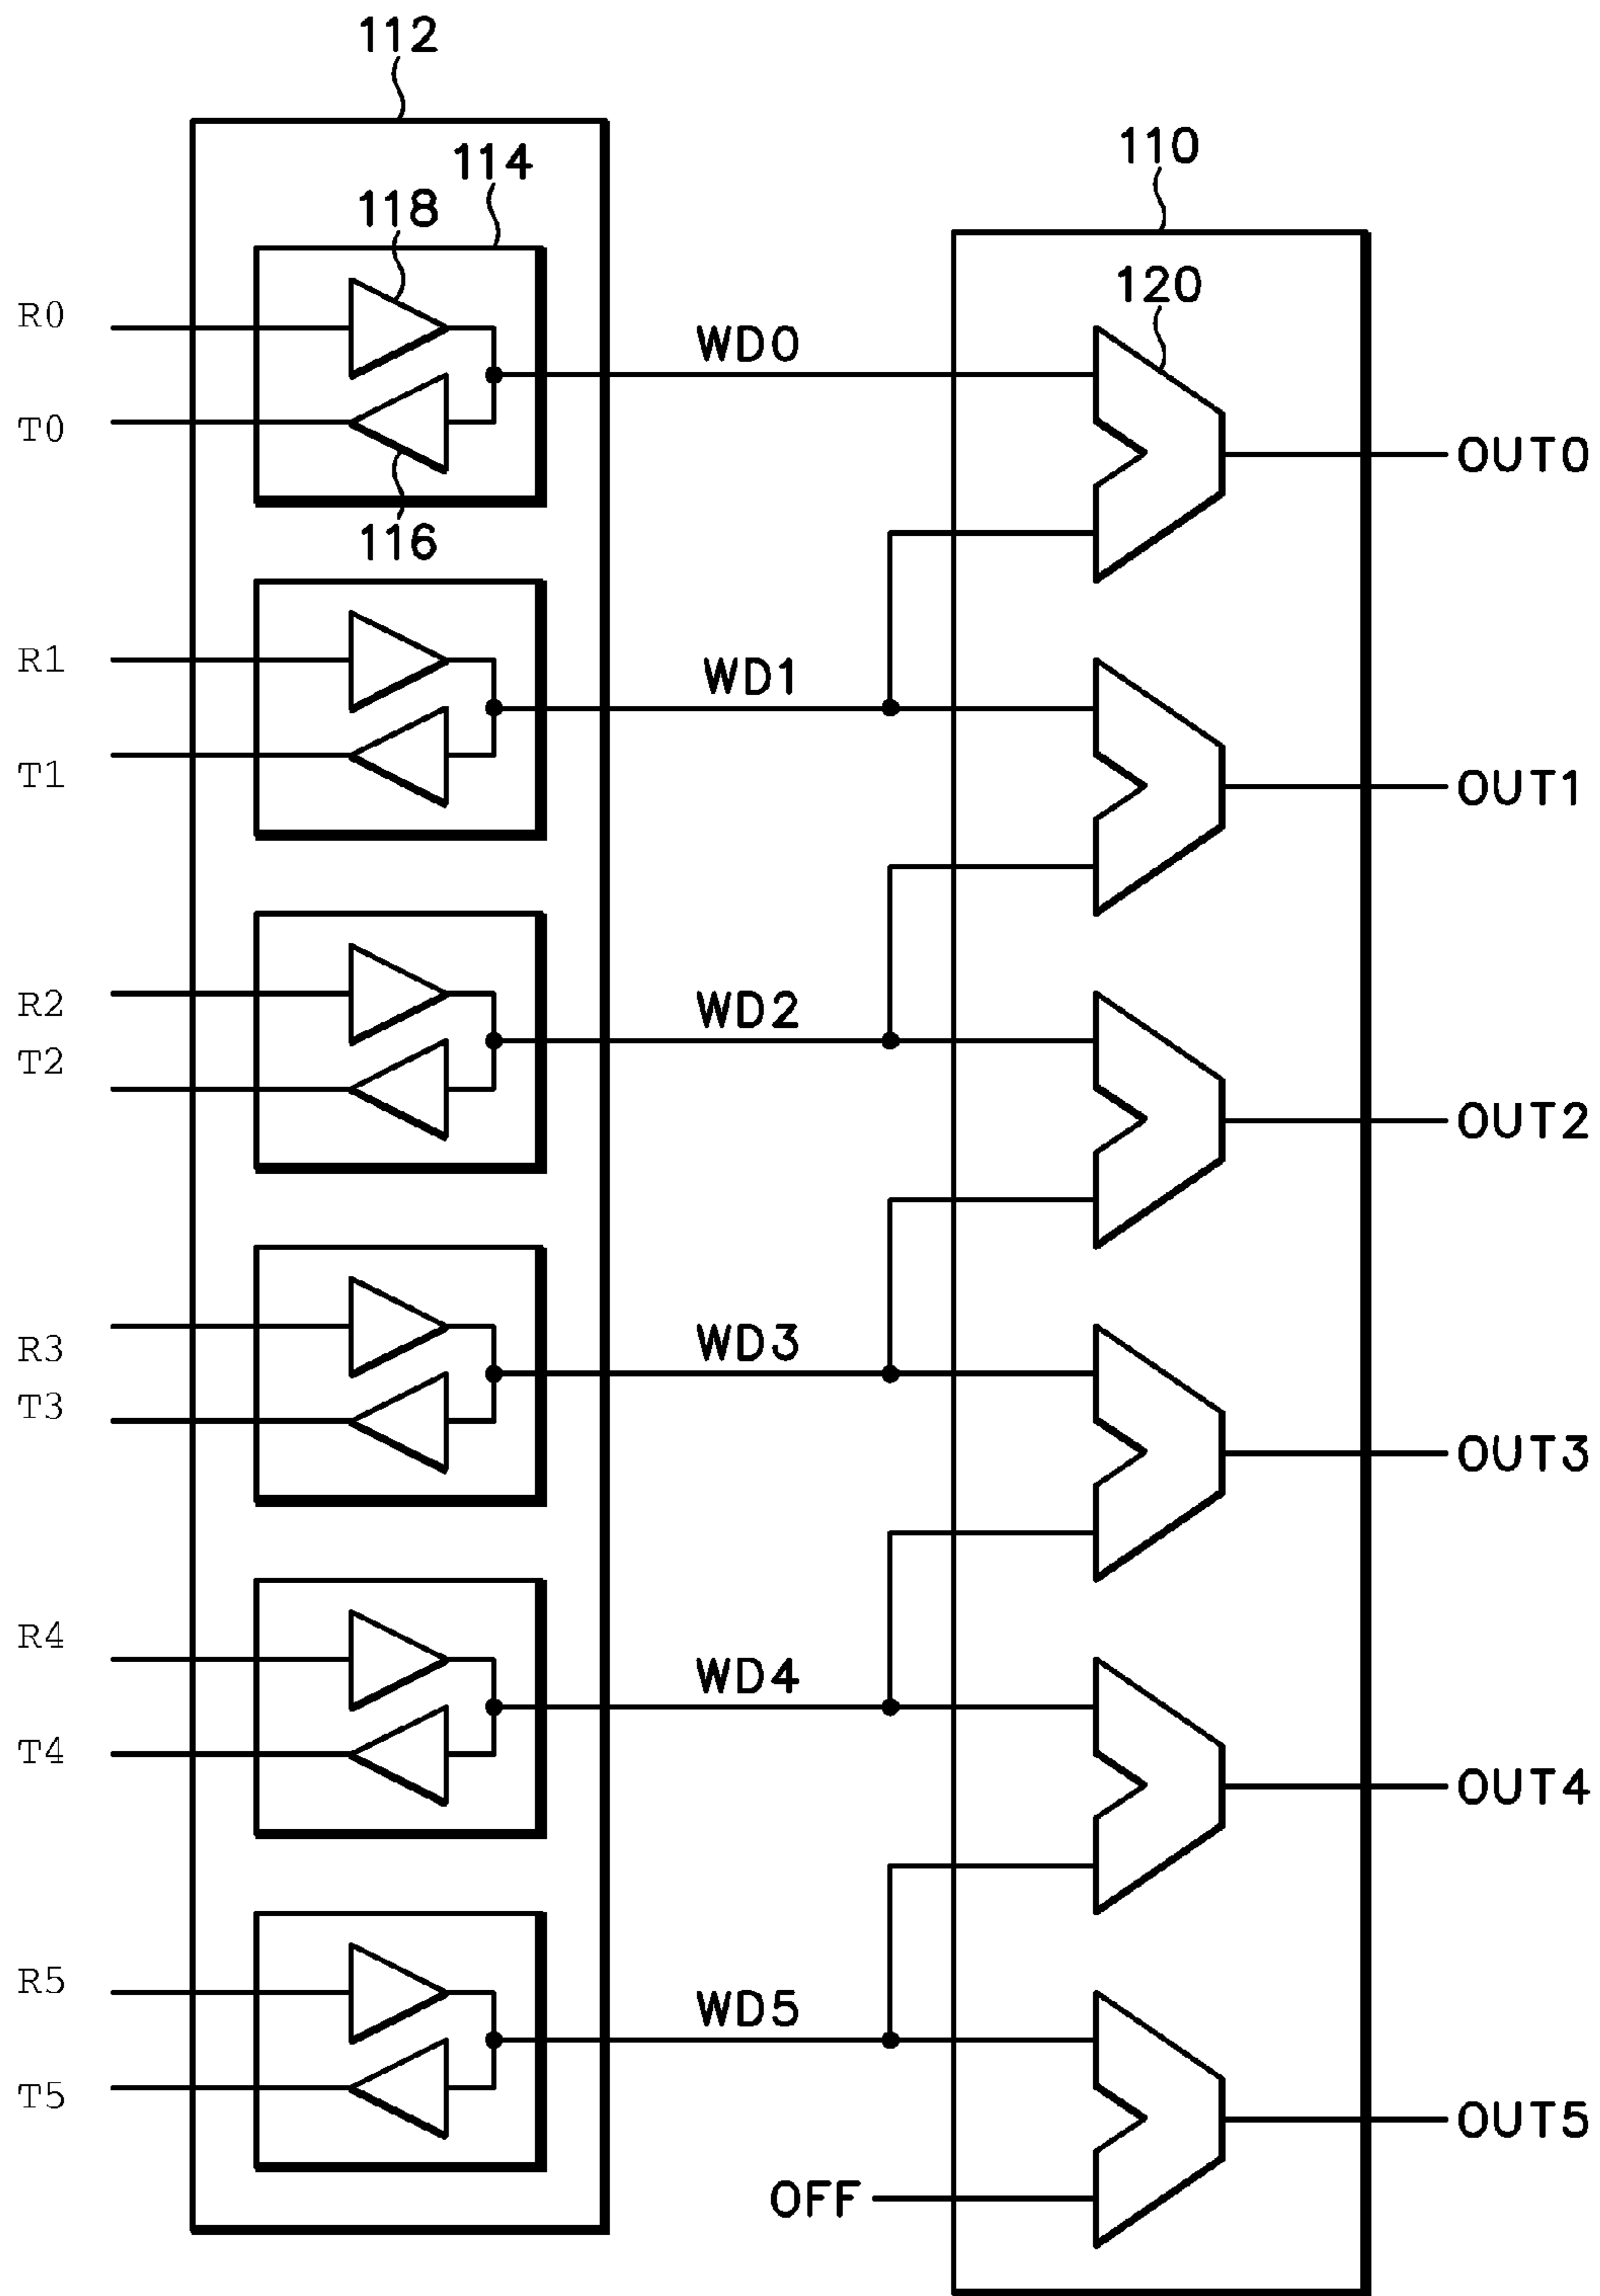 112
114
110
118
120
R0
WD0
T0
OUT0
116
R1
WD1
T1
OUT1
R2
WD2
T2
OUT2
R3
WD3
T3
OUT3
R4
WD4
T4
OUT4
R5
WD5
T5
OUT5
OFF